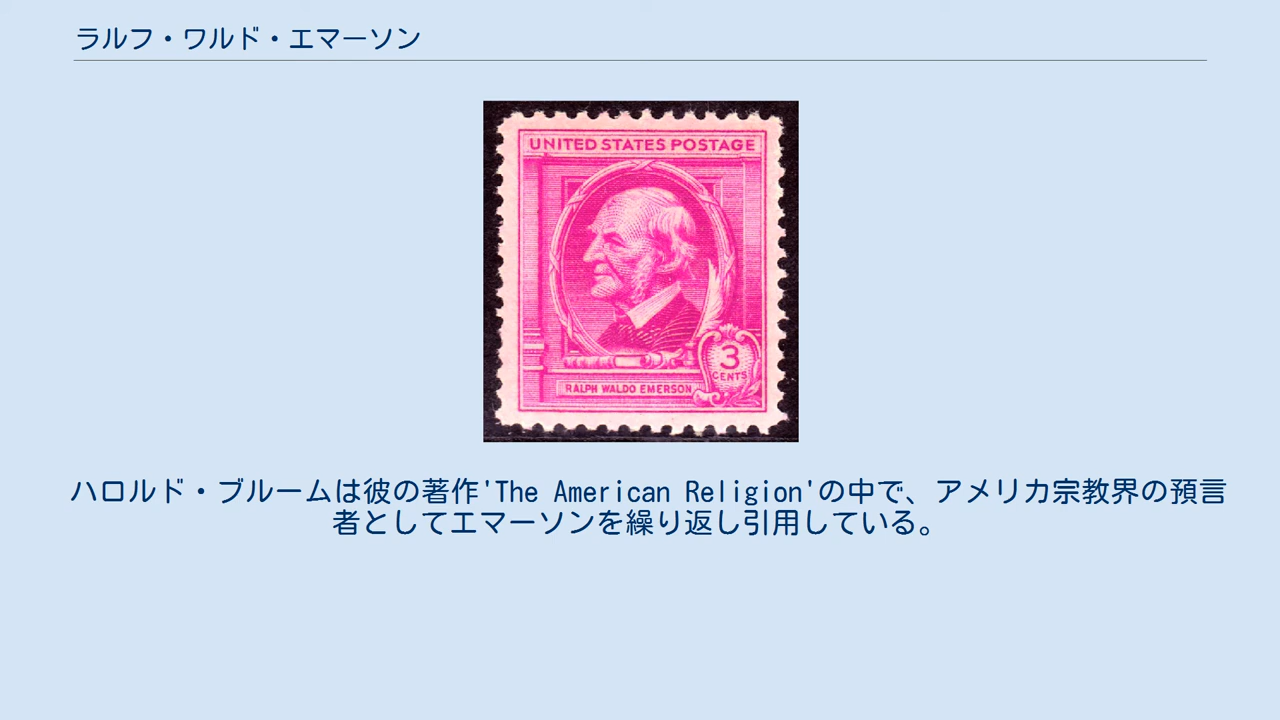 ラルフ・ワルド・エマーソン
UNITED STATES POSTAGE
3
CENTS
RALPH WALDO EMERSON
ハロルド・ブルームは彼の著作'The American Religion'の中で、アメリカ宗教界の預言
者としてエマーソンを繰り返し引用している。